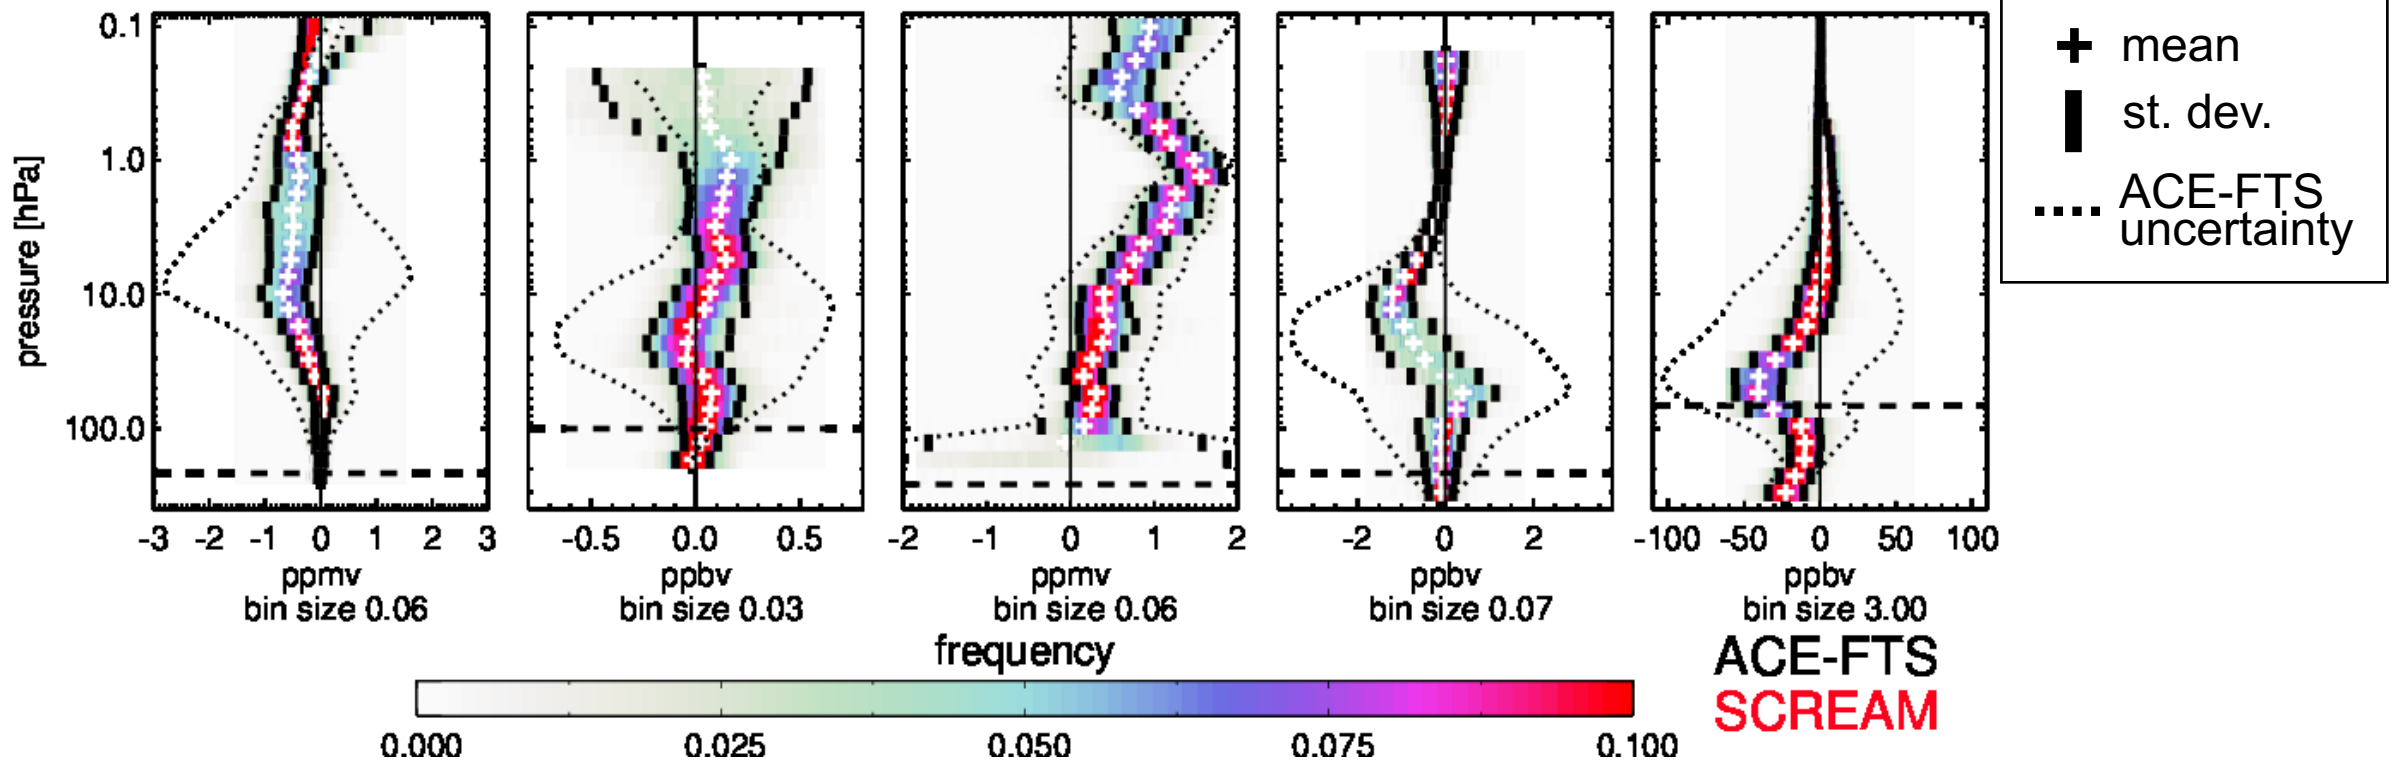 0.1
1.0
10.0
100.0
pressure [hPa]
-3 -2 -1 0 1 2 3
ppmv
bin size 0.06
-0.5 0.0 0.5
ppbv
bin size 0.03
-2 -1 0 1 2
ppmv
bin size 0.06
-2 0 2
ppbv
bin size 0.07
-100 -50 0 50 100
ppbv
bin size 3.00
mean
st. dev.
ACE-FTS
uncertainty
frequency
0.000 0.025 0.050 0.075 0.100
ACE-FTS
SCREAM